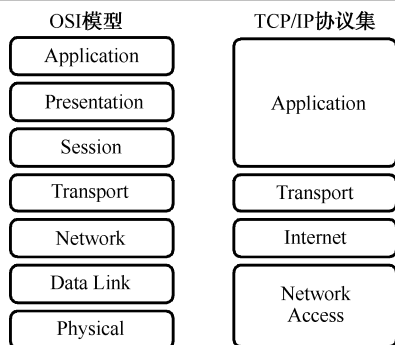 OSI模型
Application
Presentation
Session
Transport
Network
Data Link
Physical
TCP/IP协议集
Application
Transport
Internet
Network
Access